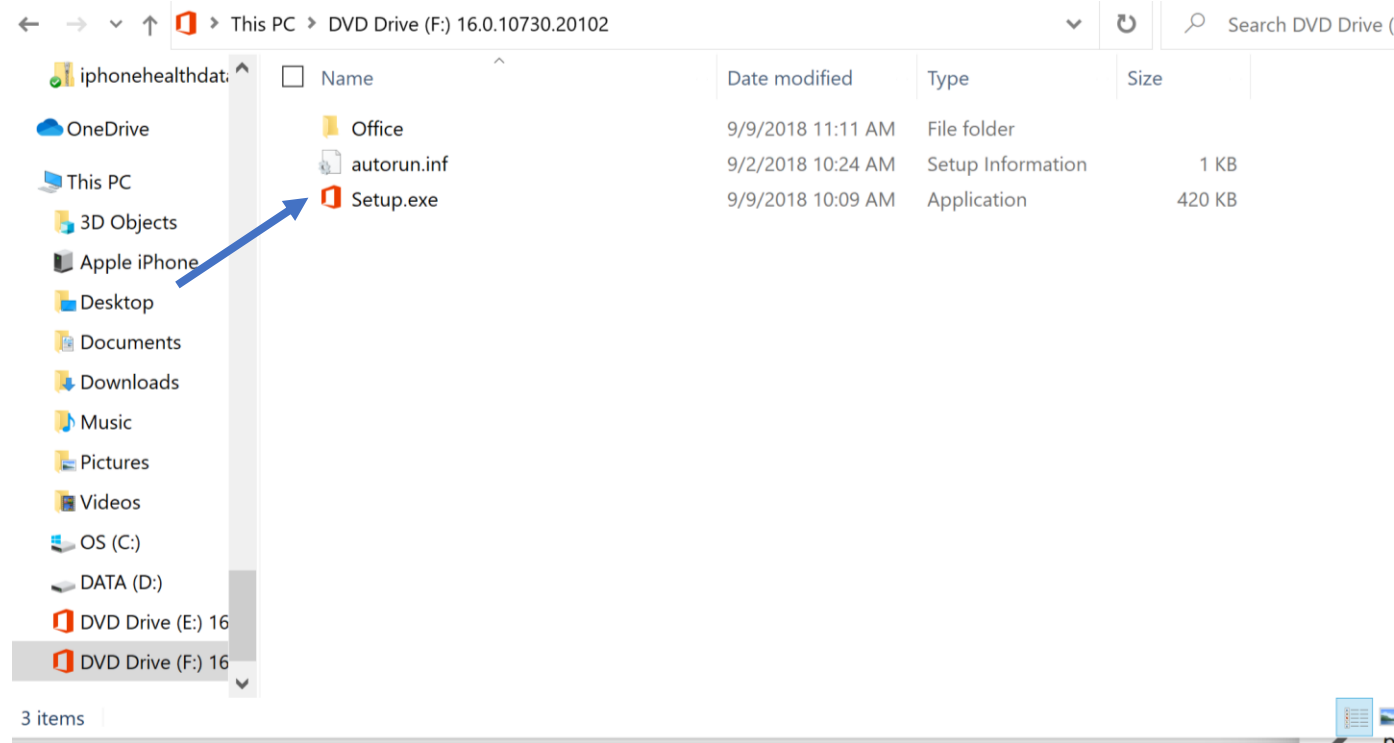 This PC > DVD Drive (F:) 16.0.10730.20102
Search DVD Drive (
iphonehealthdat
OneDrive
This PC
3D Objects
Apple iPhone
Desktop
Documents
Downloads
Music
Pictures
Videos
OS (C:)
DATA (D:)
DVD Drive (E:) 16
DVD Drive (F:) 16
Name Date modified Type Size
Office 9/9/2018 11:11 AM File folder
autorun.inf 9/2/2018 10:24 AM Setup Information 1 KB
Setup.exe 9/9/2018 10:09 AM Application 420 KB
3 items